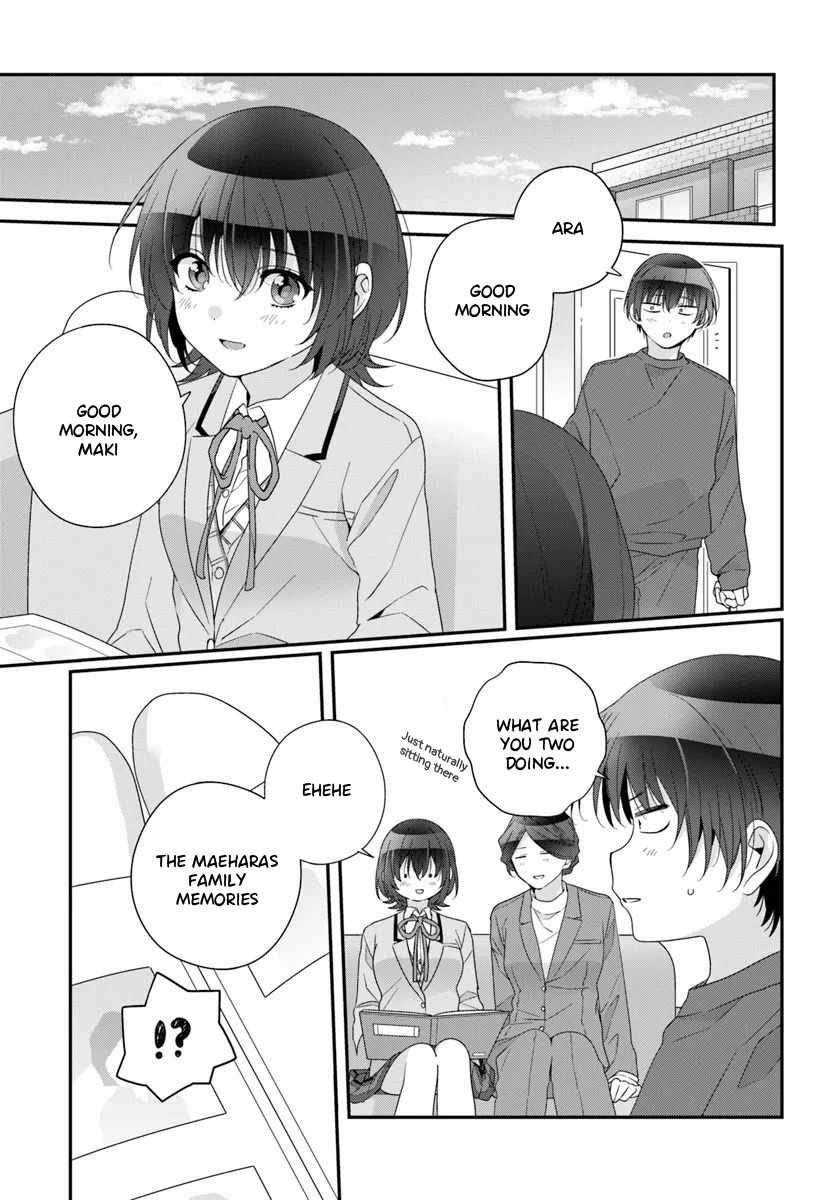 ARA
GOOD
MORNING
GOOD
MORNING,
MAKI
WHAT ARE
YOU TWO
DOING...
Just naturally
sitting there
EHEHE
THE MAEHARAS
FAMILY
MEMORIES
!?